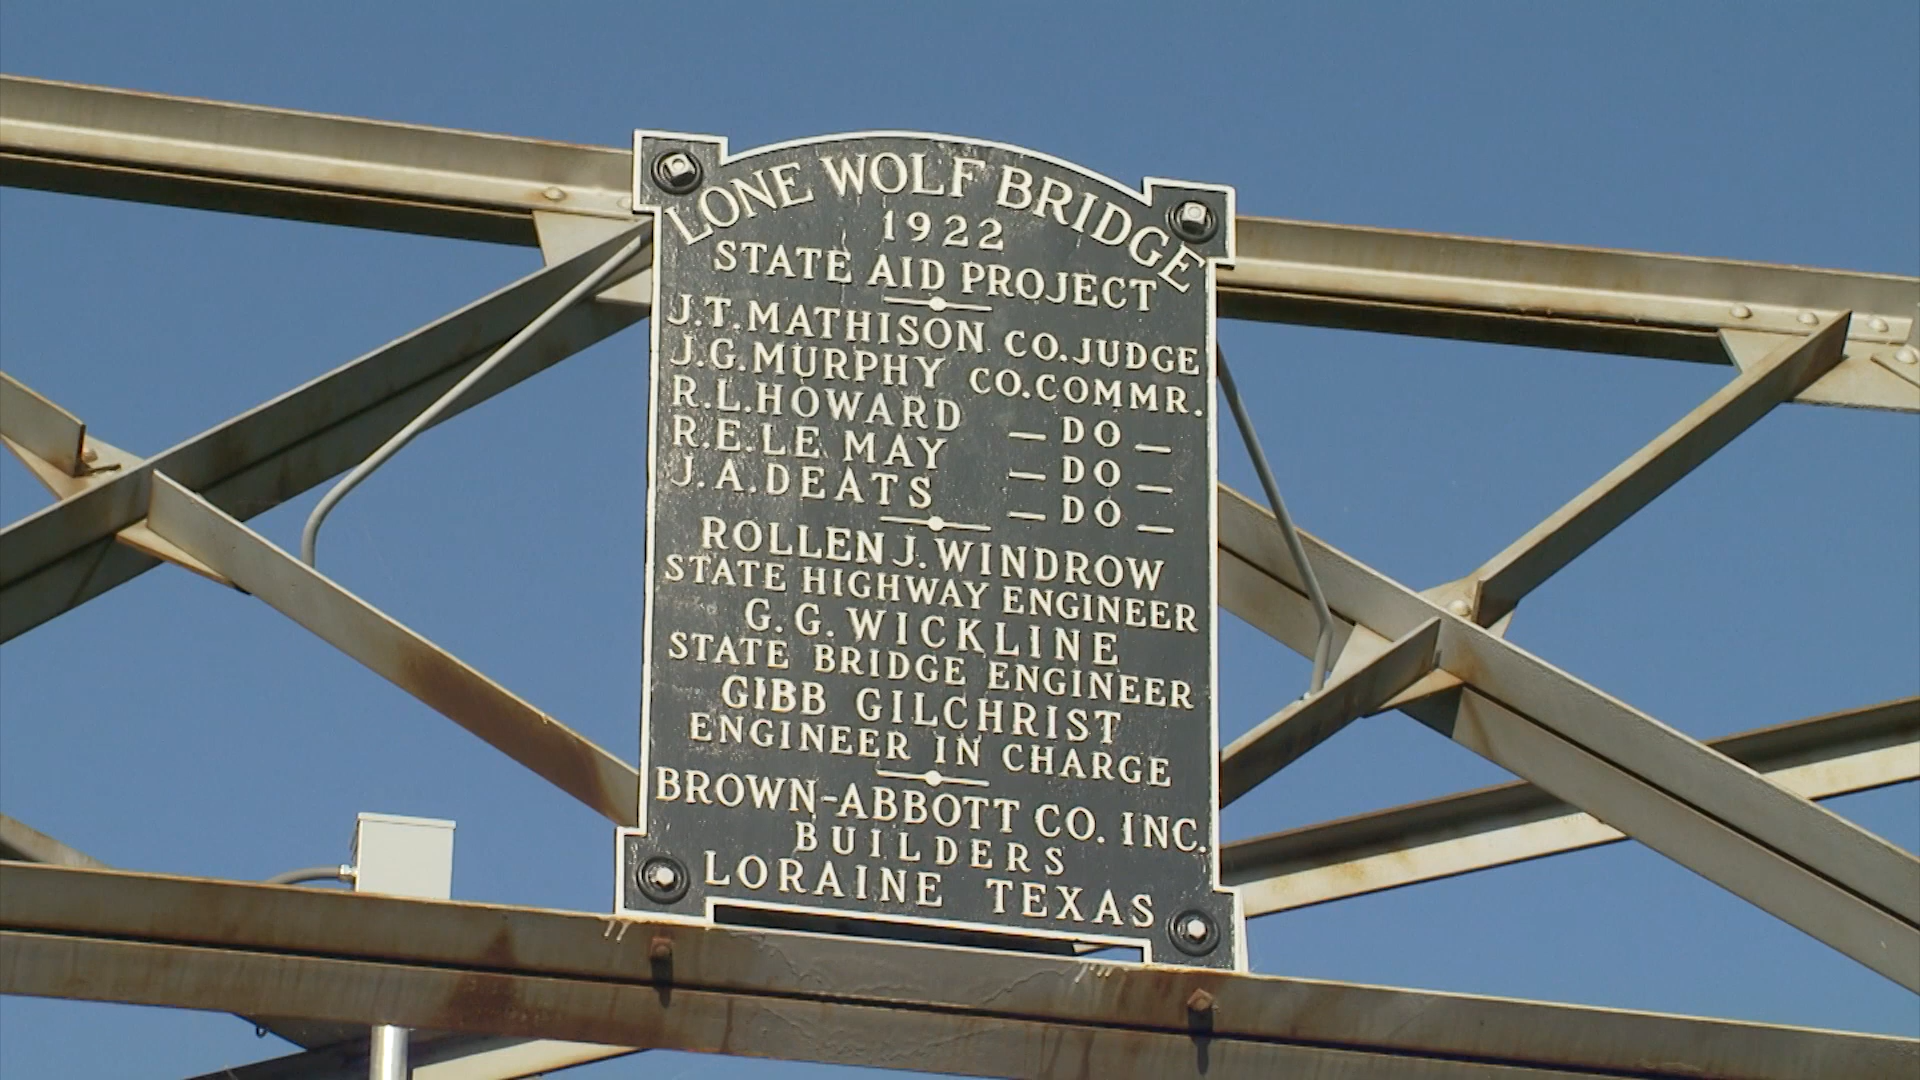 LONE WOLF BRIDGE
1922
STATE AID PROJECT
J.T.MATHISON CO.JUDGE
J.G.MURPHY CO.COMMR.
R.L.HOWARD — DO —
R.E.LE MAY — DO —
J.A.DEATS — DO —
ROLLEN J. WINDROW
STATE HIGHWAY ENGINEER
G.G.WICKLINE
STATE BRIDGE ENGINEER
GIBB GILCHRIST
ENGINEER IN CHARGE
BROWN-ABBOTT CO. INC.
BUILDERS
LORAINE TEXAS